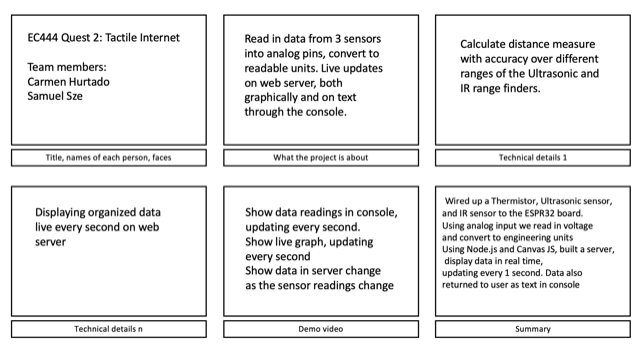 EC444 Quest 2: Tactile Internet
Team members:
Carmen Hurtado
Samuel Sze
Title, names of each person, faces
Read in data from 3 sensors
into analog pins, convert to
readable units. Live updates
on web server, both
graphically and on text
through the console.
What the project is about
Calculate distance measure
with accuracy over different
ranges of the Ultrasonic and
IR range finders.
Technical details 1
Displaying organized data
live every second on web
server
Technical details n
Show data readings in console,
updating every second.
Show live graph, updating
every second
Show data in server change
as the sensor readings change
Demo video
Wired up a Thermistor, Ultrasonic sensor,
and IR sensor to the ESPR32 board.
Using analog input we read in voltage
and convert to engineering units
Using Node.js and Canvas JS, built a server,
display data in real time,
updating every 1 second. Data also
returned to user as text in console
Summary